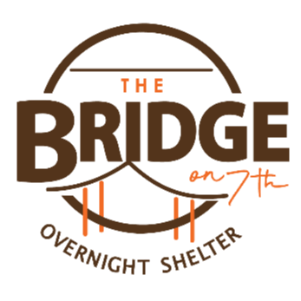 THE
BRIDGE
on 7th
OVERNIGHT SHELTER